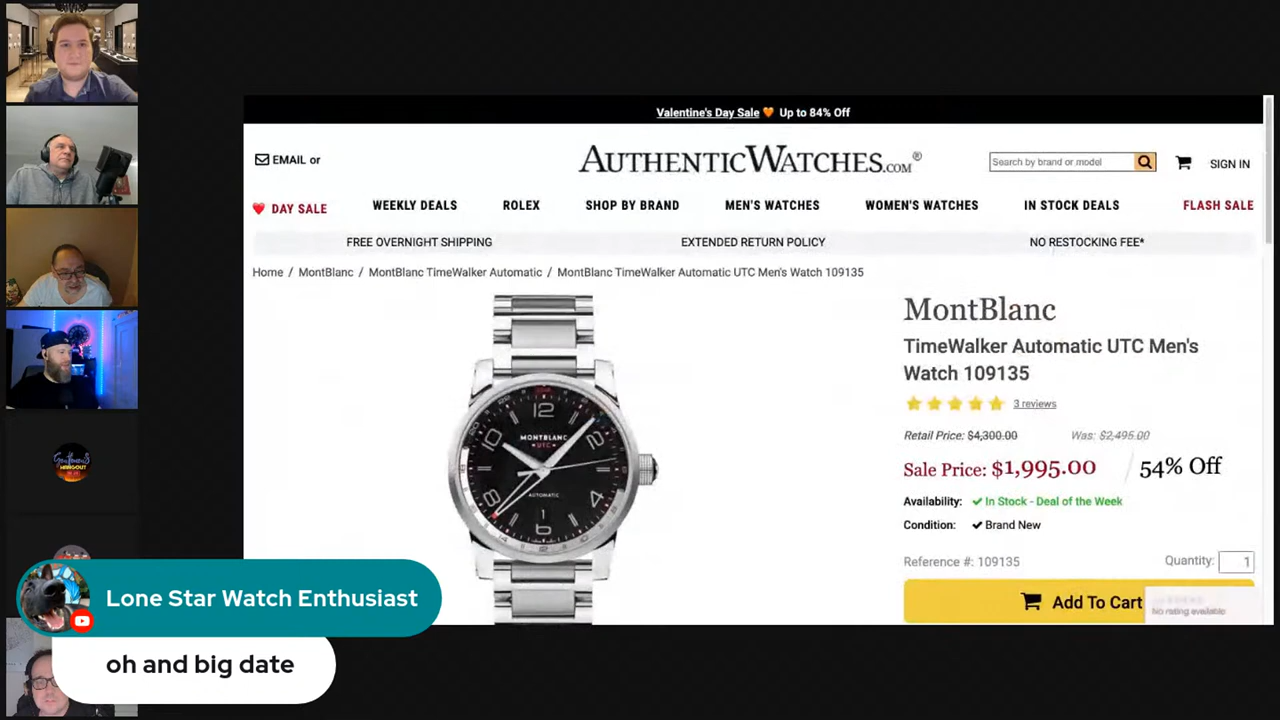 Valentine's Day Sale 🧡 Up to 84% Off
EMAIL or
AUTHENTICWATCHES.COM®
Search by brand or model
SIGN IN
DAY SALE
WEEKLY DEALS
ROLEX
SHOP BY BRAND
MEN'S WATCHES
WOMEN'S WATCHES
IN STOCK DEALS
FLASH SALE
FREE OVERNIGHT SHIPPING
EXTENDED RETURN POLICY
NO RESTOCKING FEE*
Home / MontBlanc / MontBlanc TimeWalker Automatic / MontBlanc TimeWalker Automatic UTC Men's Watch 109135
12
MONTBLANC
UTC
AUTOMATIC
10
2
8
4
1
6
MontBlanc
TimeWalker Automatic UTC Men's
Watch 109135
3 reviews
Retail Price: $4,300.00 Was: $2,495.00
Sale Price: $1,995.00 / 54% Off
Availability: ✓ In Stock - Deal of the Week
Condition: ✓ Brand New
Reference #: 109135
Quantity: 1
Add To Cart
No rating available
Lone Star Watch Enthusiast
oh and big date